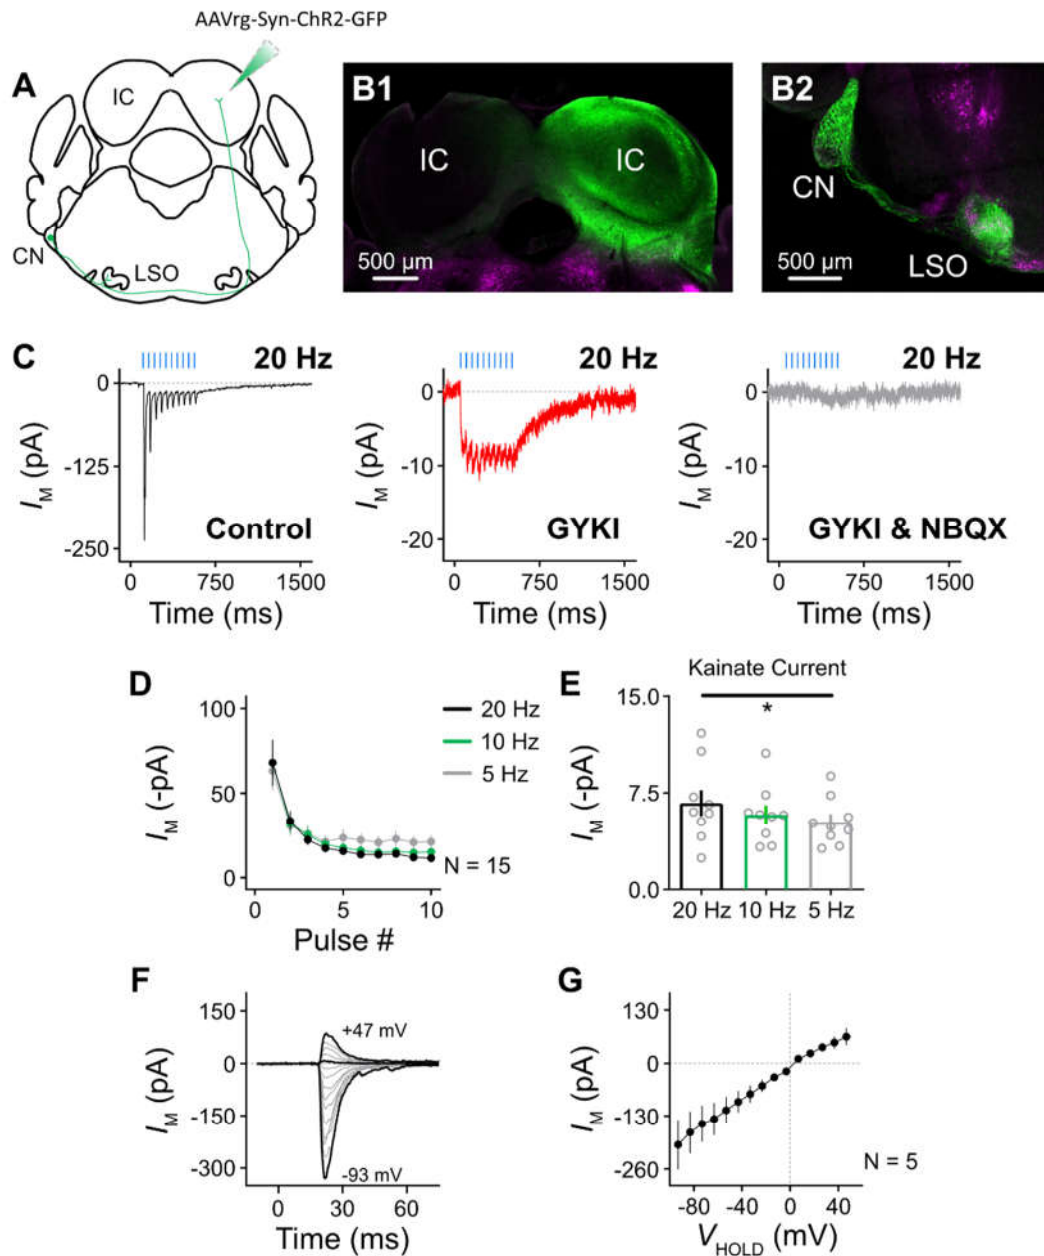 AAVrg-Syn-ChR2-GFP
A
IC
CN
LSO
B1
IC
IC
500 µm
B2
CN
LSO
500 µm
C
20 Hz
0
-125
-250
I_M (pA)
Control
0
750
1500
Time (ms)
20 Hz
0
-10
-20
I_M (pA)
GYKI
0
750
1500
Time (ms)
20 Hz
0
-10
-20
I_M (pA)
GYKI & NBQX
0
750
1500
Time (ms)
D
100
50
0
I_M (-pA)
20 Hz
10 Hz
5 Hz
N = 15
0
5
10
Pulse #
E
Kainate Current
*
15.0
7.5
0.0
I_M (-pA)
20 Hz
10 Hz
5 Hz
F
150
0
-150
-300
I_M (pA)
+47 mV
-93 mV
0
30
60
Time (ms)
G
130
0
-130
-260
I_M (pA)
N = 5
-80
-40
0
40
V_HOLD (mV)